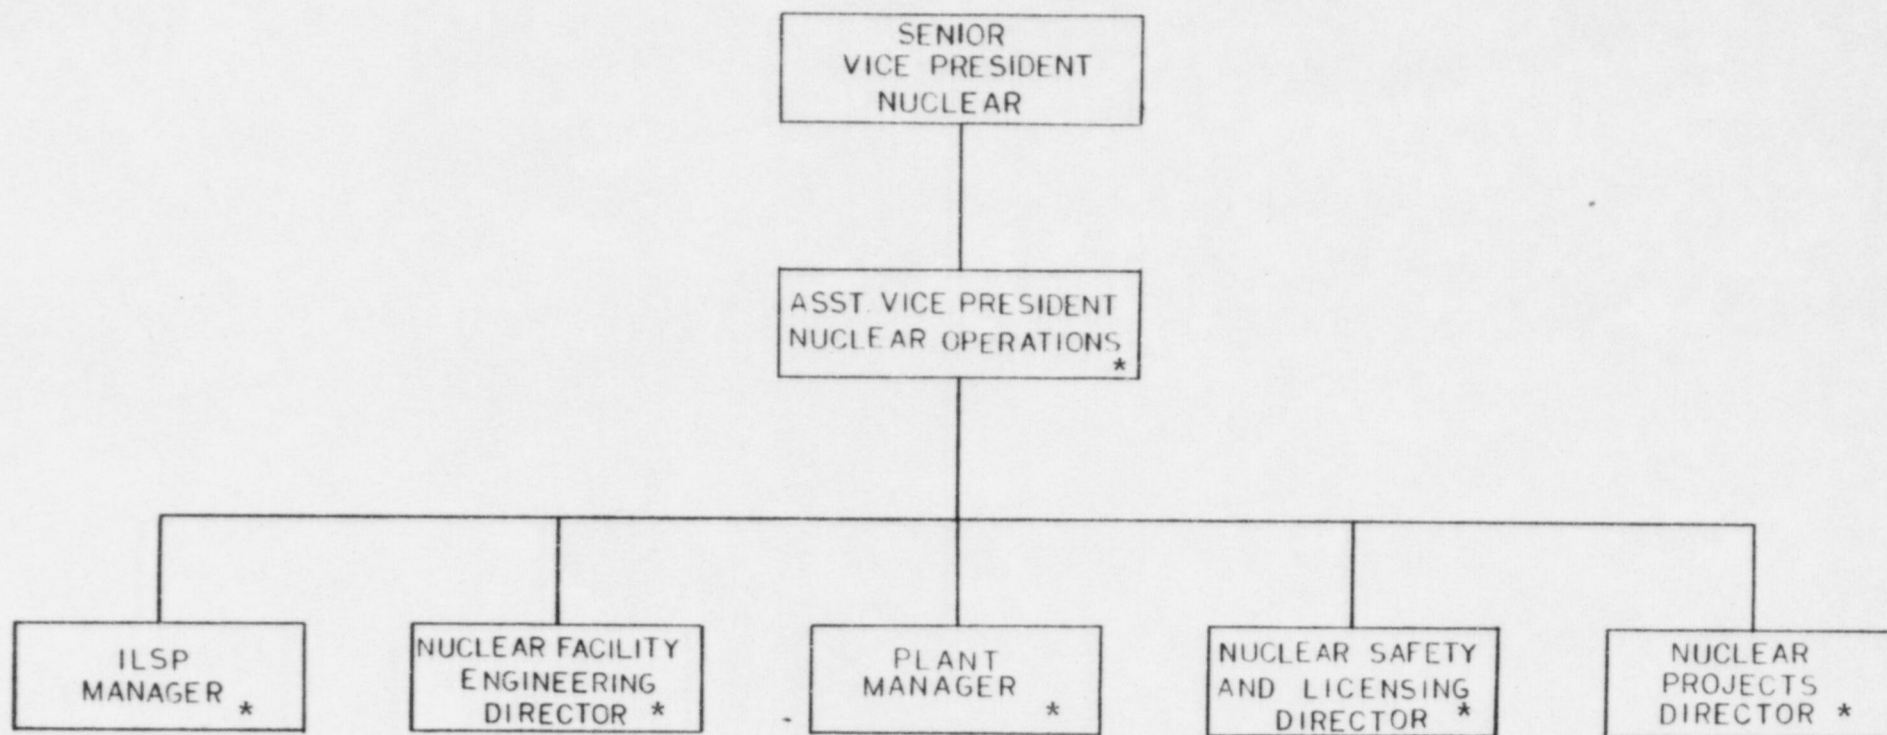 SENIOR
VICE PRESIDENT
NUCLEAR
ASST. VICE PRESIDENT
NUCLEAR OPERATIONS
*
ILSP
MANAGER *
NUCLEAR FACILITY
ENGINEERING
DIRECTOR *
PLANT
MANAGER
*
NUCLEAR SAFETY
AND LICENSING
DIRECTOR *
NUCLEAR
PROJECTS
DIRECTOR *